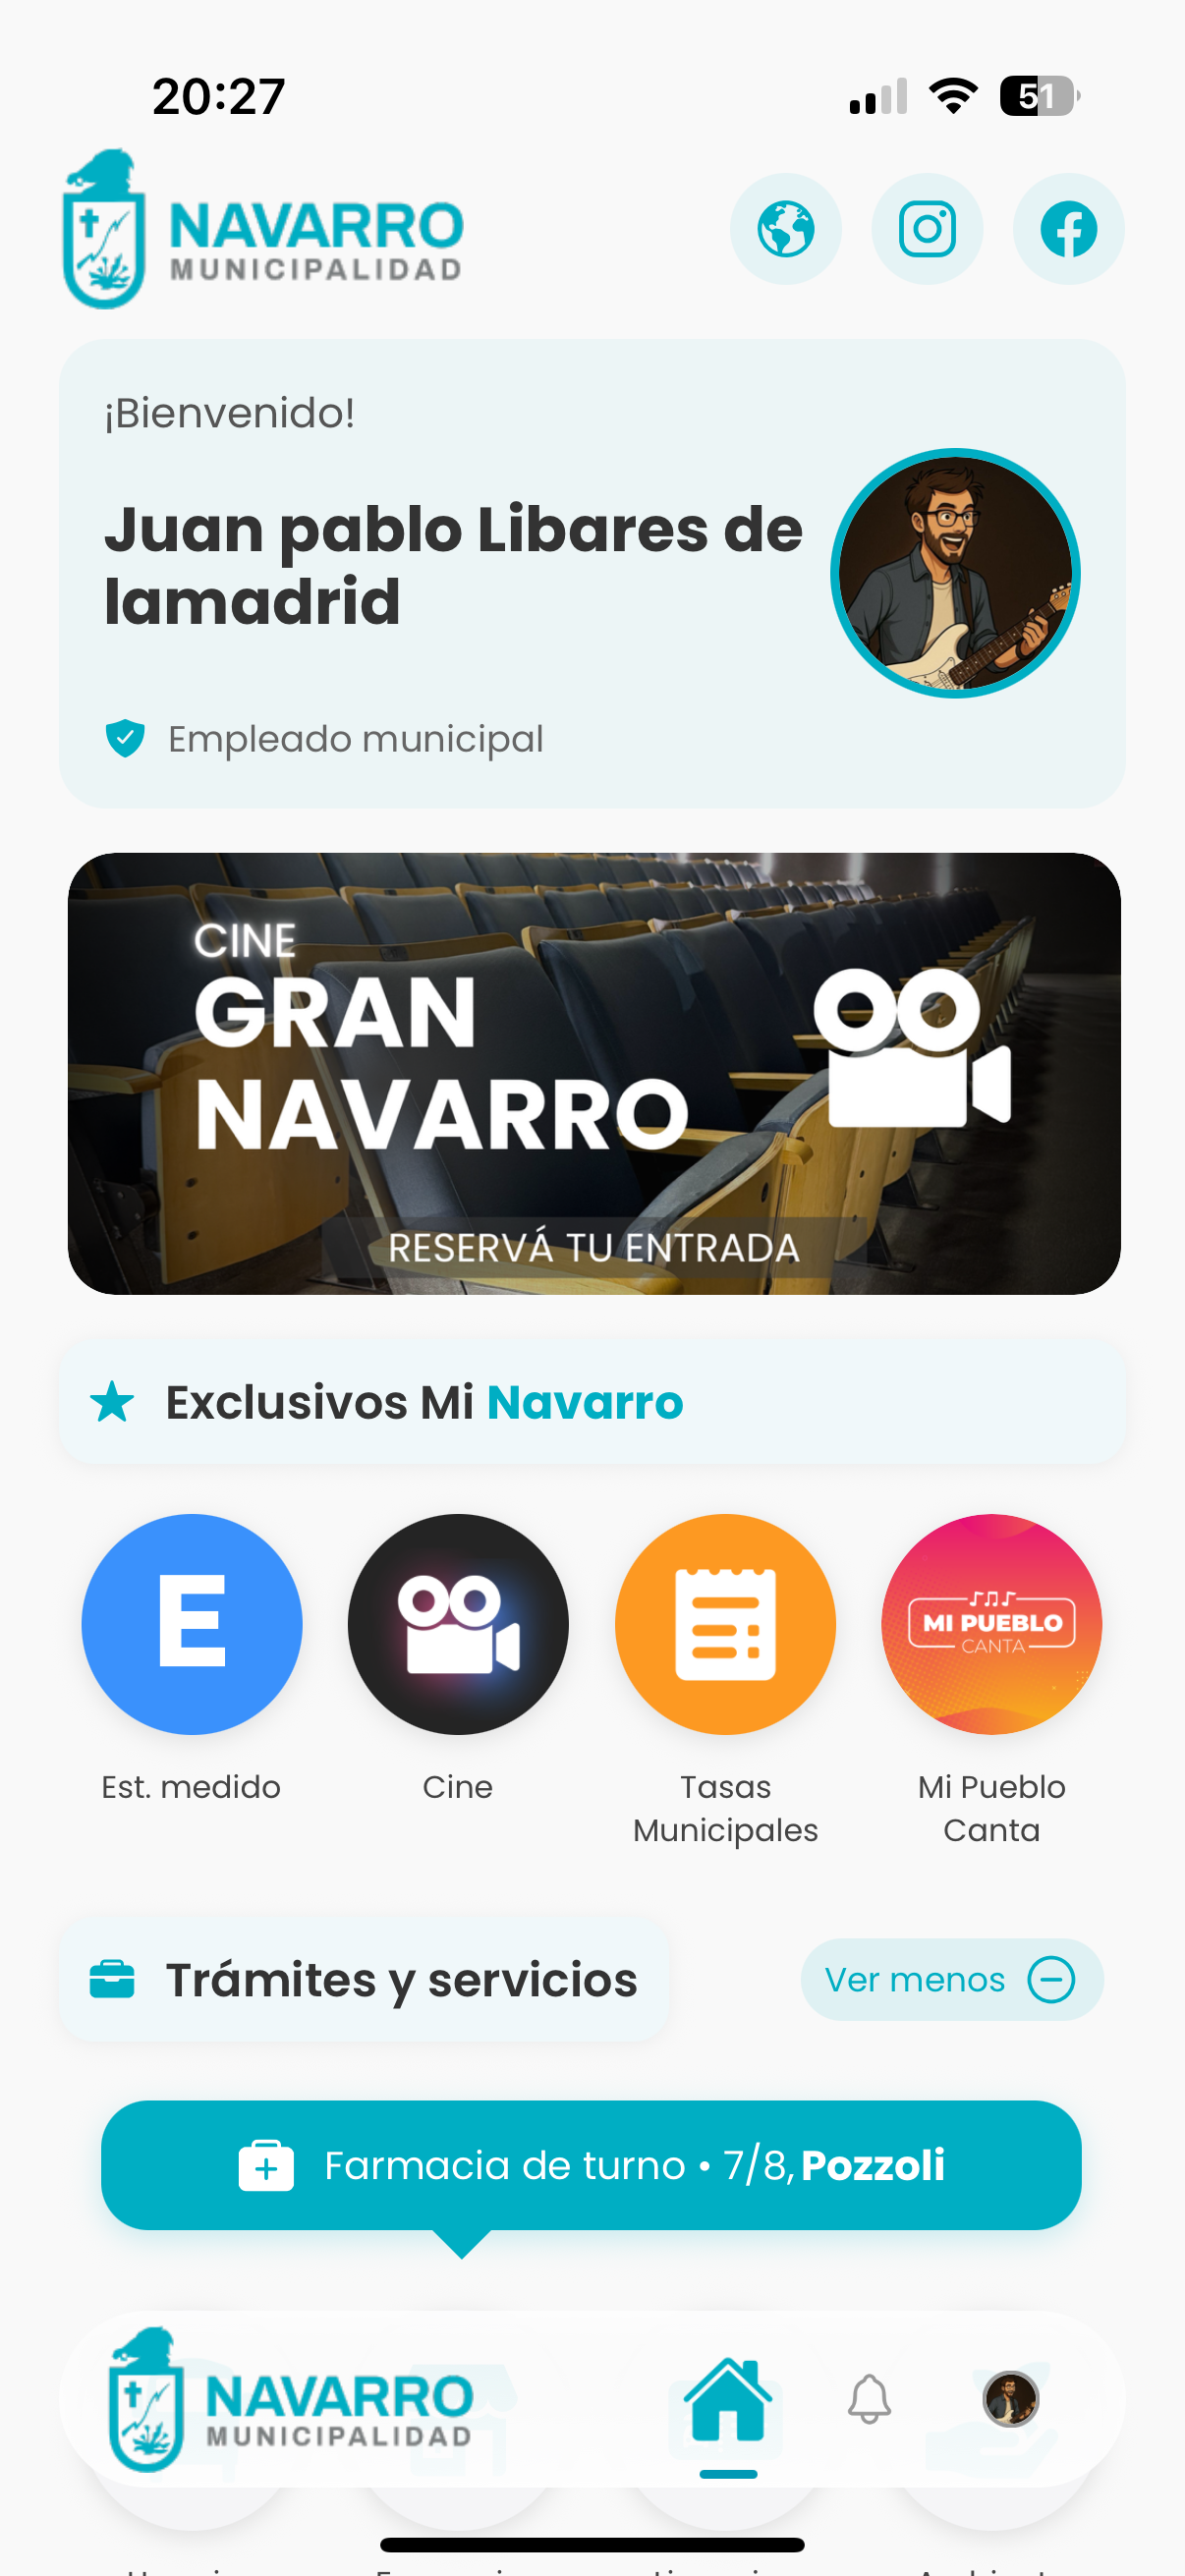 20:27
51
NAVARRO
MUNICIPALIDAD
¡Bienvenido!
Juan pablo Libares de
lamadrid
Empleado municipal
CINE
GRAN
NAVARRO
RESERVÁ TU ENTRADA
Exclusivos Mi Navarro
E
MI PUEBLO
CANTA
Est. medido
Cine
Tasas
Municipales
Mi Pueblo
Canta
Trámites y servicios
Ver menos
Farmacia de turno • 7/8, Pozzoli
NAVARRO
MUNICIPALIDAD